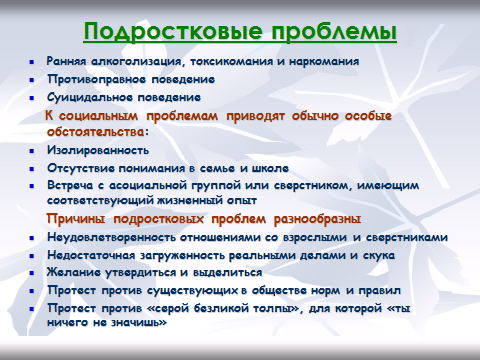 Подростковые проблемы
Ранняя алкоголизация, токсикомания и наркомания
Противоправное поведение
Суицидальное поведение
К социальным проблемам приводят обычно особые
обстоятельства:
Изолированность
Отсутствие понимания в семье и школе
Встреча с асоциальной группой или сверстником, имеющим
соответствующий жизненный опыт
Причины подростковых проблем разнообразны
Неудовлетворенность отношениями со взрослыми и сверстниками
Недостаточная загруженность реальными делами и скука
Желание утвердиться и выделиться
Протест против существующих в обществе норм и правил
Протест против «серой безликой толпы», для которой «ты
ничего не значишь»